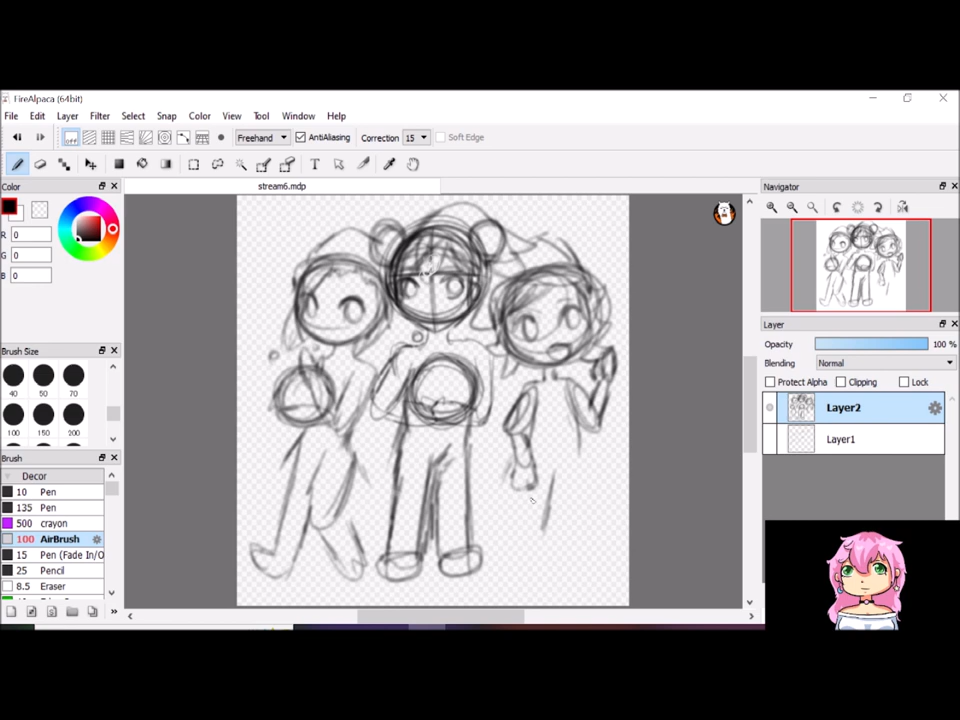 FireAlpaca (64bit)
File Edit Layer Filter Select Snap Color View Tool Window Help
OFF Freehand AntiAliasing Correction 15 Soft Edge
stream6.mdp
Color
R 0
G 0
B 0
Brush Size
40 50 70
100 150 200
Brush
Decor
10 Pen
135 Pen
500 crayon
100 AirBrush
15 Pen (Fade In/O
25 Pencil
8.5 Eraser
Navigator
Layer
Opacity 100 %
Blending Normal
Protect Alpha Clipping Lock
Layer2
Layer1